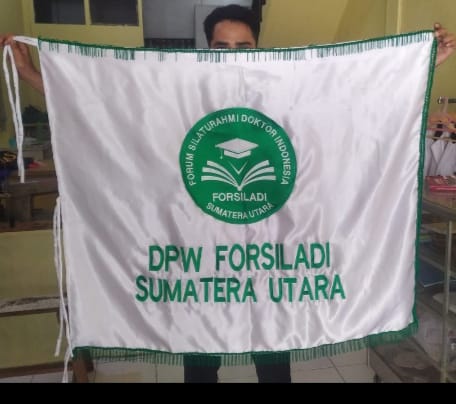 FORUM SILATURAHMI DOKTOR INDONESIA
FORSILADI
SUMATERA UTARA
DPW FORSILADI
SUMATERA UTARA